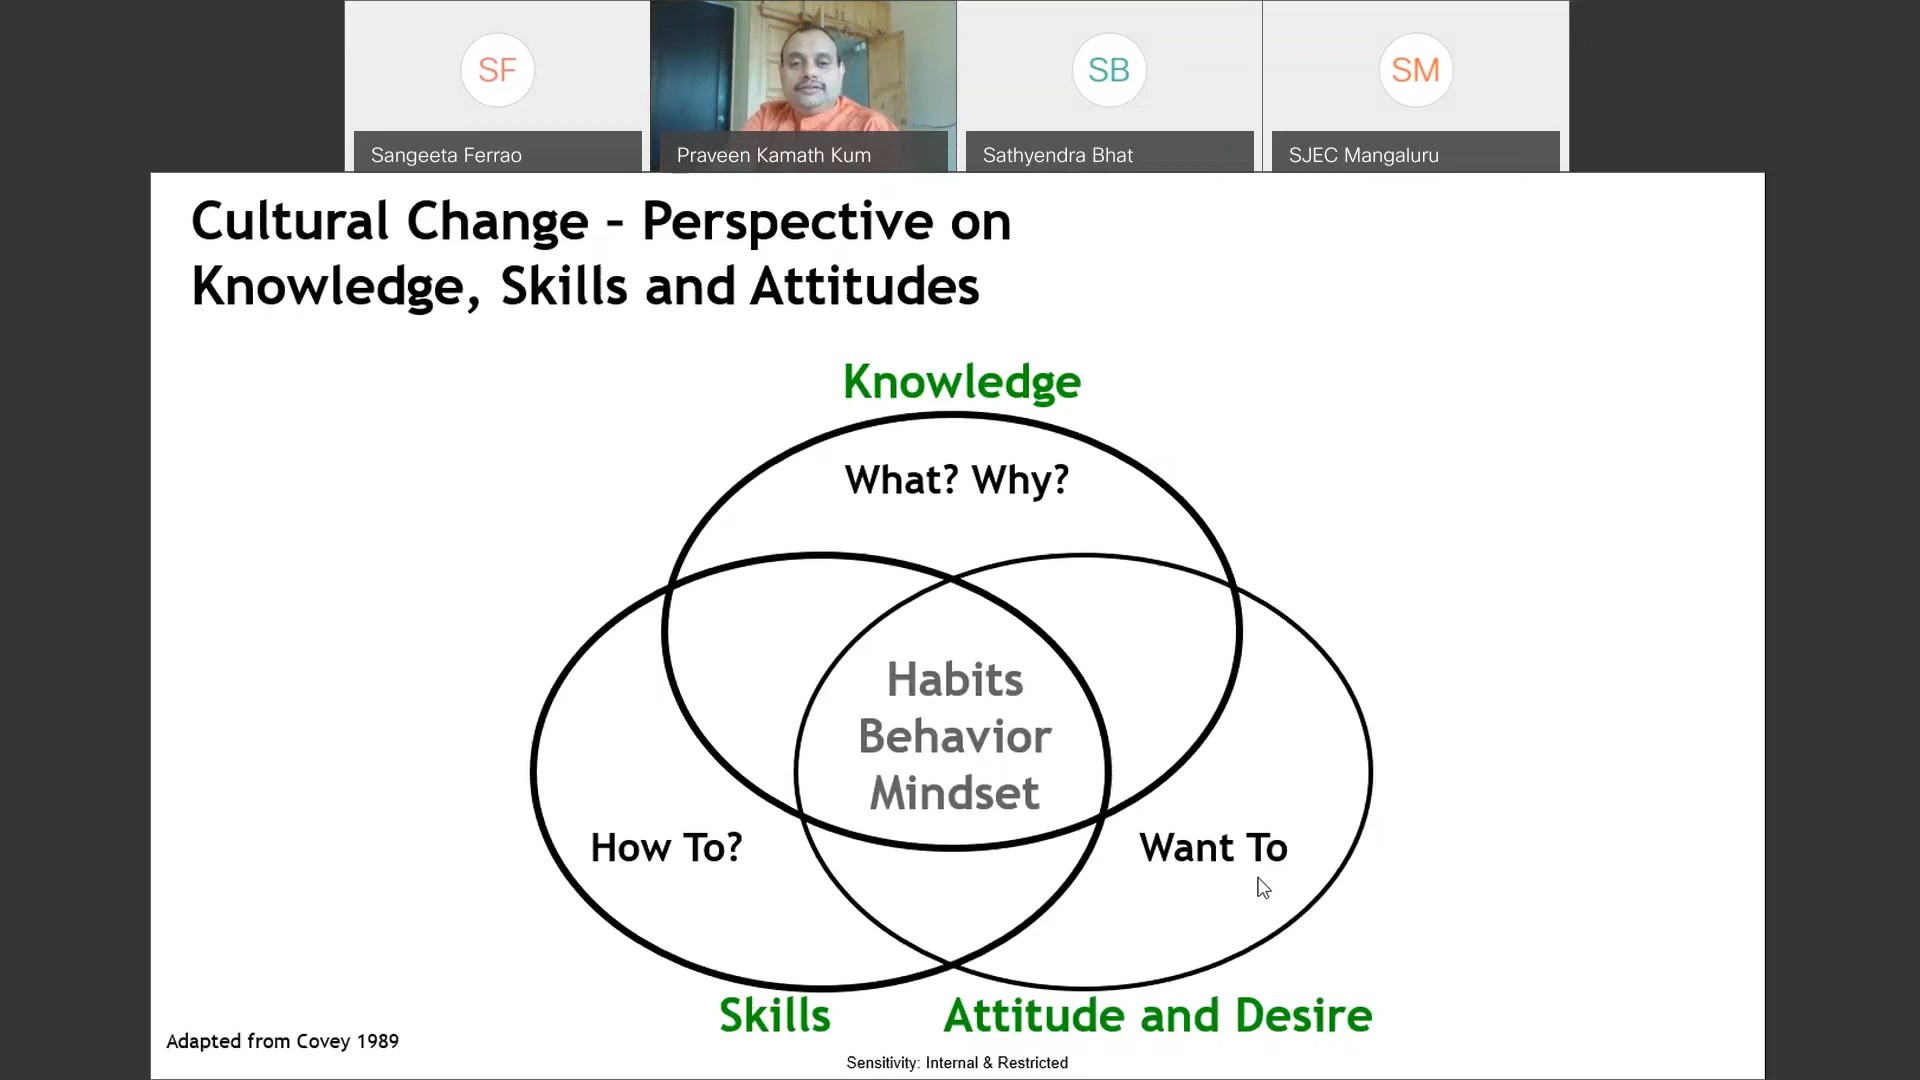 SF
SB
SM
Sangeeta Ferrao
Praveen Kamath Kum
Sathyendra Bhat
SJEC Mangaluru
Cultural Change – Perspective on
Knowledge, Skills and Attitudes
Knowledge
What? Why?
Habits
Behavior
Mindset
How To?
Want To
Skills
Attitude and Desire
Adapted from Covey 1989
Sensitivity: Internal & Restricted